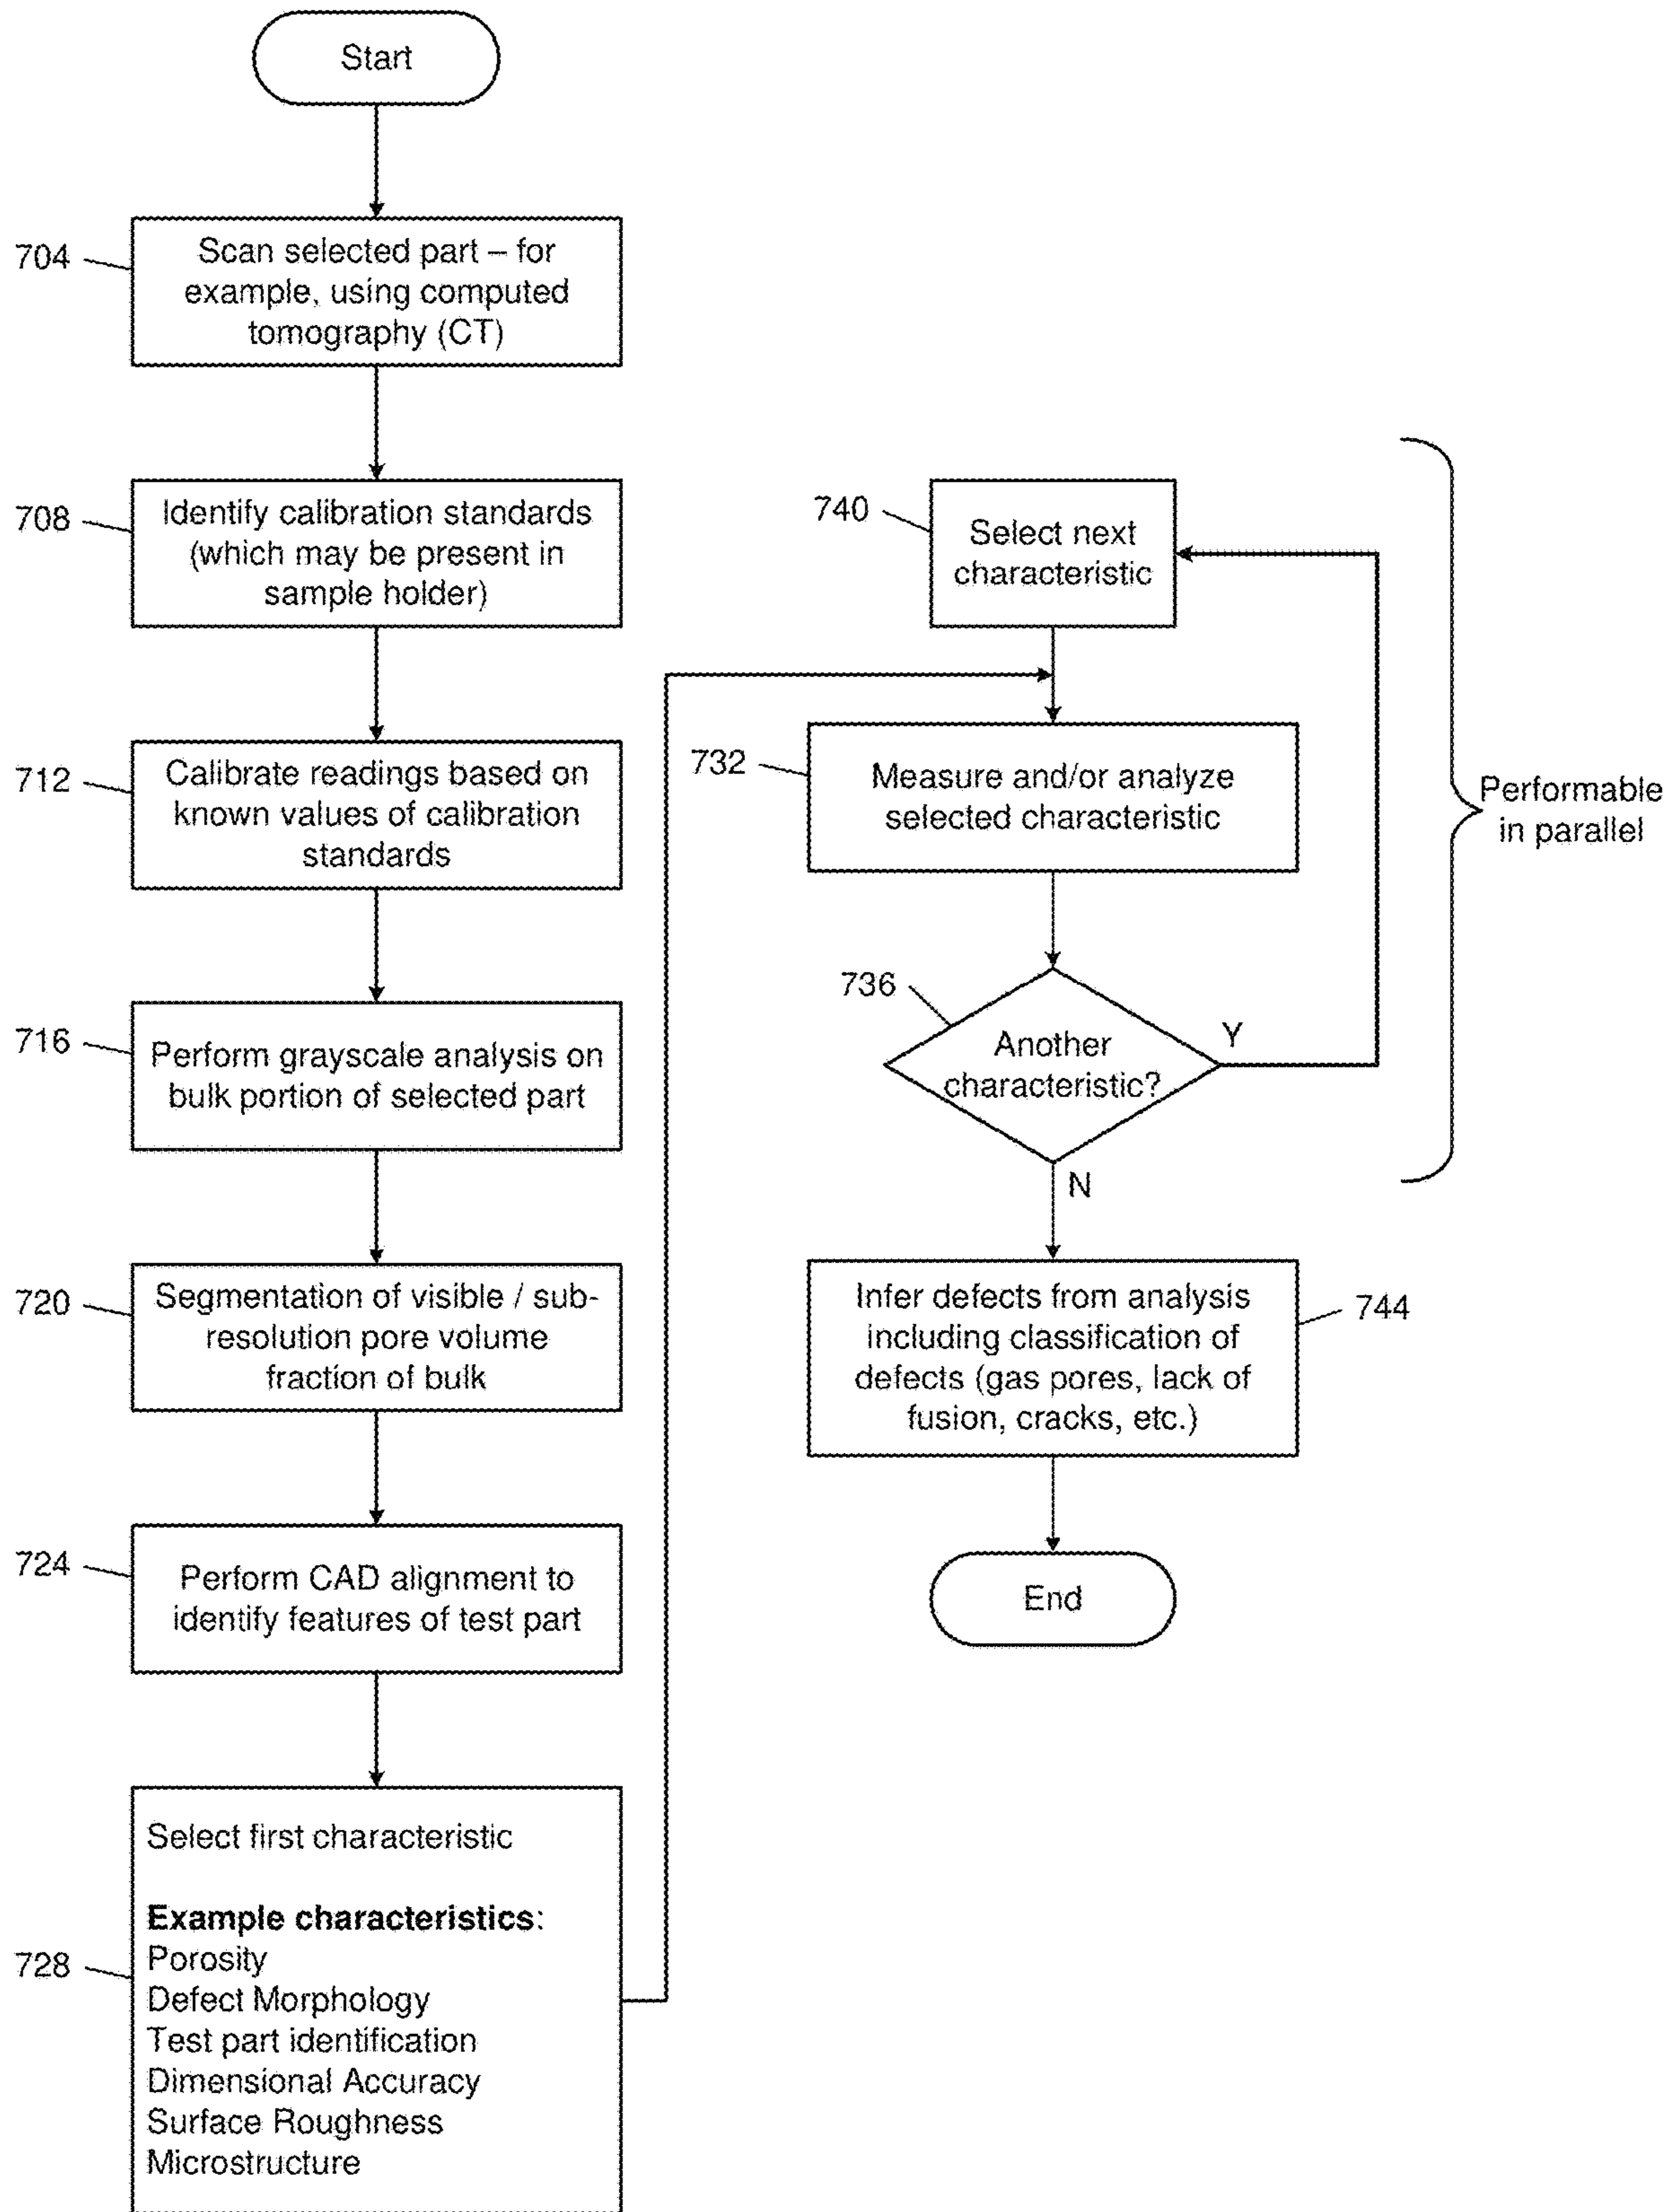 Start
704
Scan selected part – for
example, using computed
tomography (CT)
708
Identify calibration standards
(which may be present in
sample holder)
712
Calibrate readings based on
known values of calibration
standards
716
Perform grayscale analysis on
bulk portion of selected part
720
Segmentation of visible / sub-
resolution pore volume
fraction of bulk
724
Perform CAD alignment to
identify features of test part
728
Select first characteristic
Example characteristics:
Porosity
Defect Morphology
Test part identification
Dimensional Accuracy
Surface Roughness
Microstructure
740
Select next
characteristic
732
Measure and/or analyze
selected characteristic
736
Another
characteristic?
Y
N
Performable
in parallel
744
Infer defects from analysis
including classification of
defects (gas pores, lack of
fusion, cracks, etc.)
End